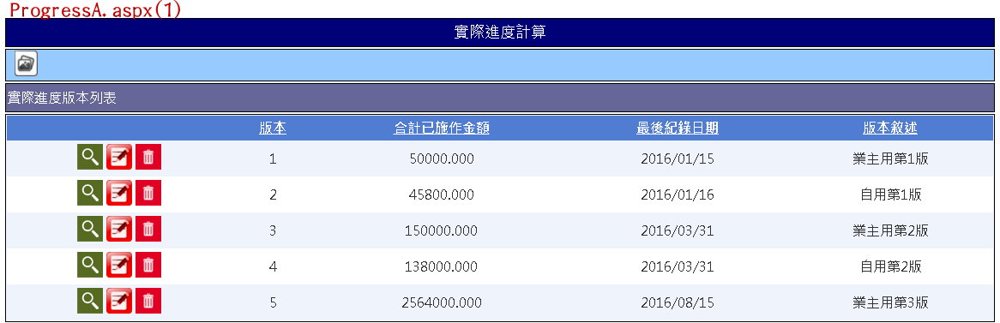 ProgressA.aspx(1)
實際進度計算
實際進度版本列表
版本 合計已施作金額 最後紀錄日期 版本敘述
1 50000.000 2016/01/15 業主用第1版
2 45800.000 2016/01/16 自用第1版
3 150000.000 2016/03/31 業主用第2版
4 138000.000 2016/03/31 自用第2版
5 2564000.000 2016/08/15 業主用第3版